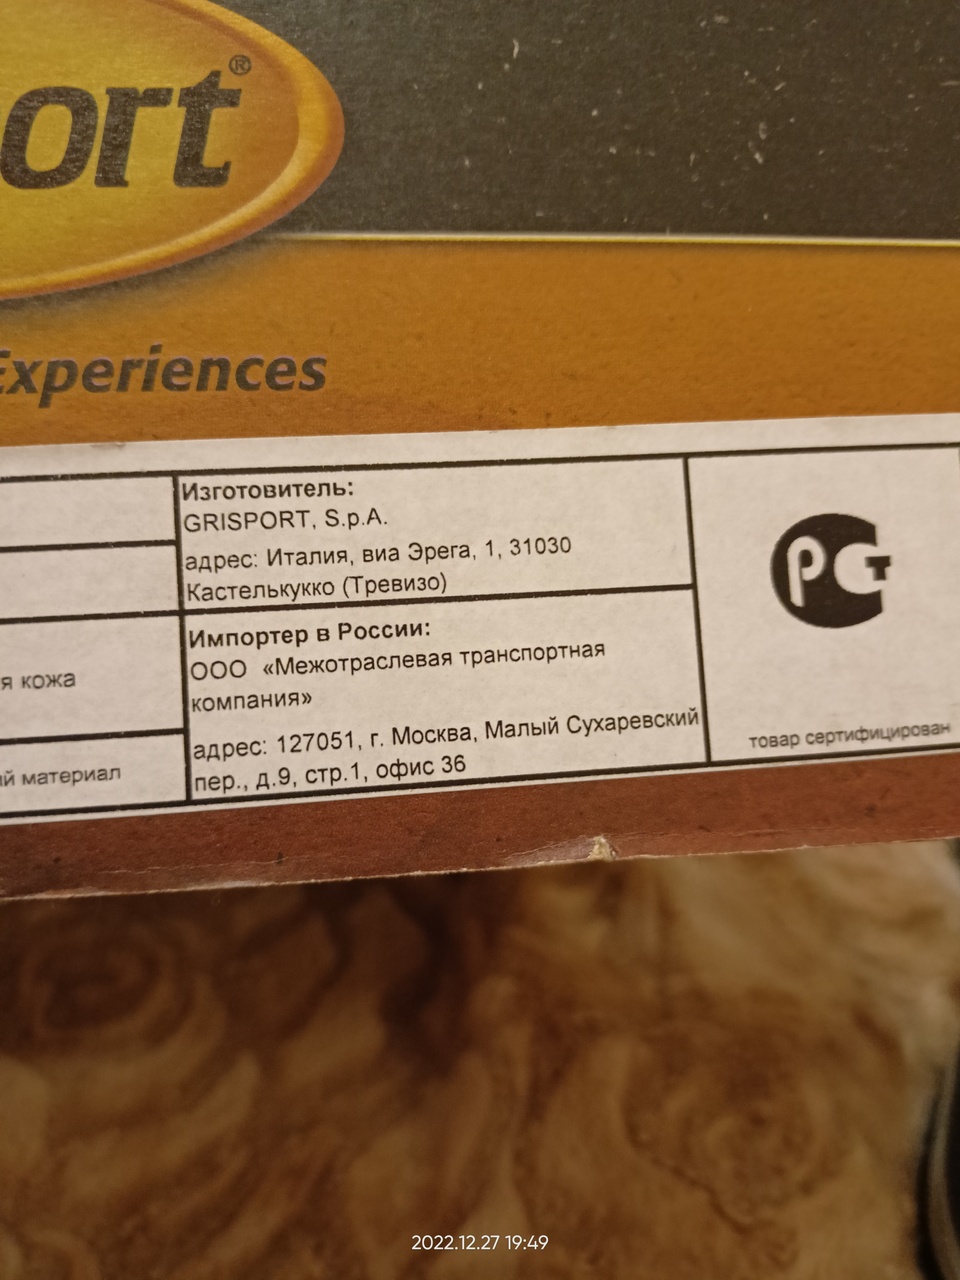 ort®
Experiences
Изготовитель:
GRISPORT, S.p.A.
адрес: Италия, виа Эрега, 1, 31030
Кастелькукко (Тревизо)
Импортер в России:
ООО «Межотраслевая транспортная
компания»
адрес: 127051, г. Москва, Малый Сухаревский
пер., д.9, стр.1, офис 36
я кожа
й материал
РСТ
товар сертифицирован
2022.12.27 19:49